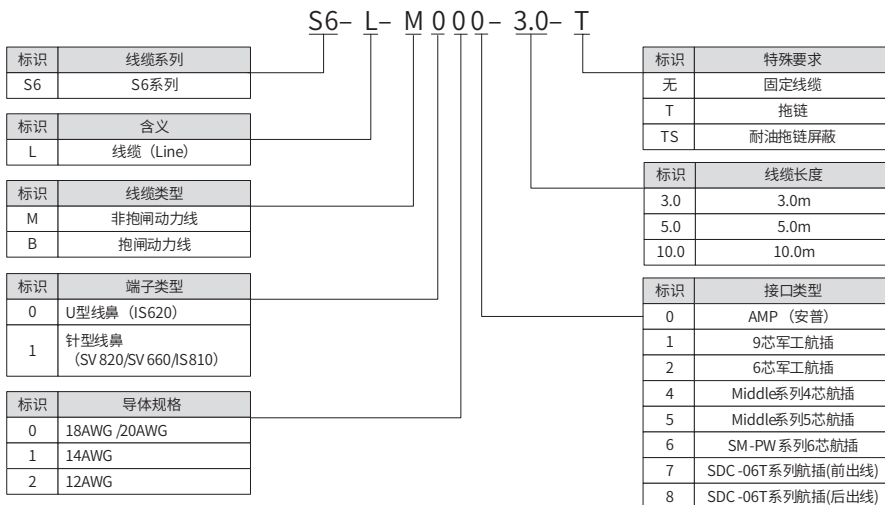 S6– L– M 0 0 0 – 3.0– T
标识 线缆系列
S6 S6系列
标识 含义
L 线缆（Line）
标识 线缆类型
M 非抱闸动力线
B 抱闸动力线
标识 端子类型
0 U型线鼻（IS620）
1 针型线鼻
（SV 820/SV 660/IS810）
标识 导体规格
0 18AWG /20AWG
1 14AWG
2 12AWG
标识 特殊要求
无 固定线缆
T 拖链
TS 耐油拖链屏蔽
标识 线缆长度
3.0 3.0m
5.0 5.0m
10.0 10.0m
标识 接口类型
0 AMP （安普）
1 9芯军工航插
2 6芯军工航插
4 Middle系列4芯航插
5 Middle系列5芯航插
6 SM-PW系列6芯航插
7 SDC-06T系列航插(前出线)
8 SDC-06T系列航插(后出线)